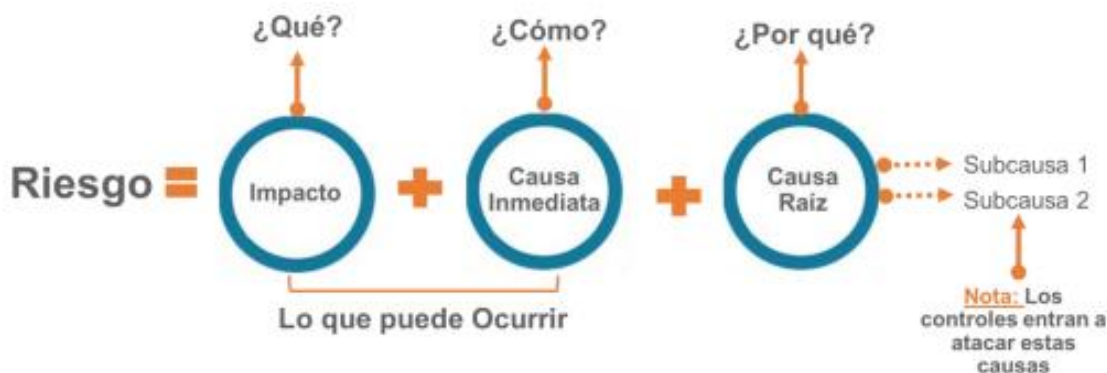 ¿Qué?
¿Cómo?
¿Por qué?
Riesgo =
Impacto
+
Causa
Inmediata
+
Causa
Raíz
Subcausa 1
Subcausa 2
Lo que puede Ocurrir
Nota: Los
controles entran a
atacar estas
causas